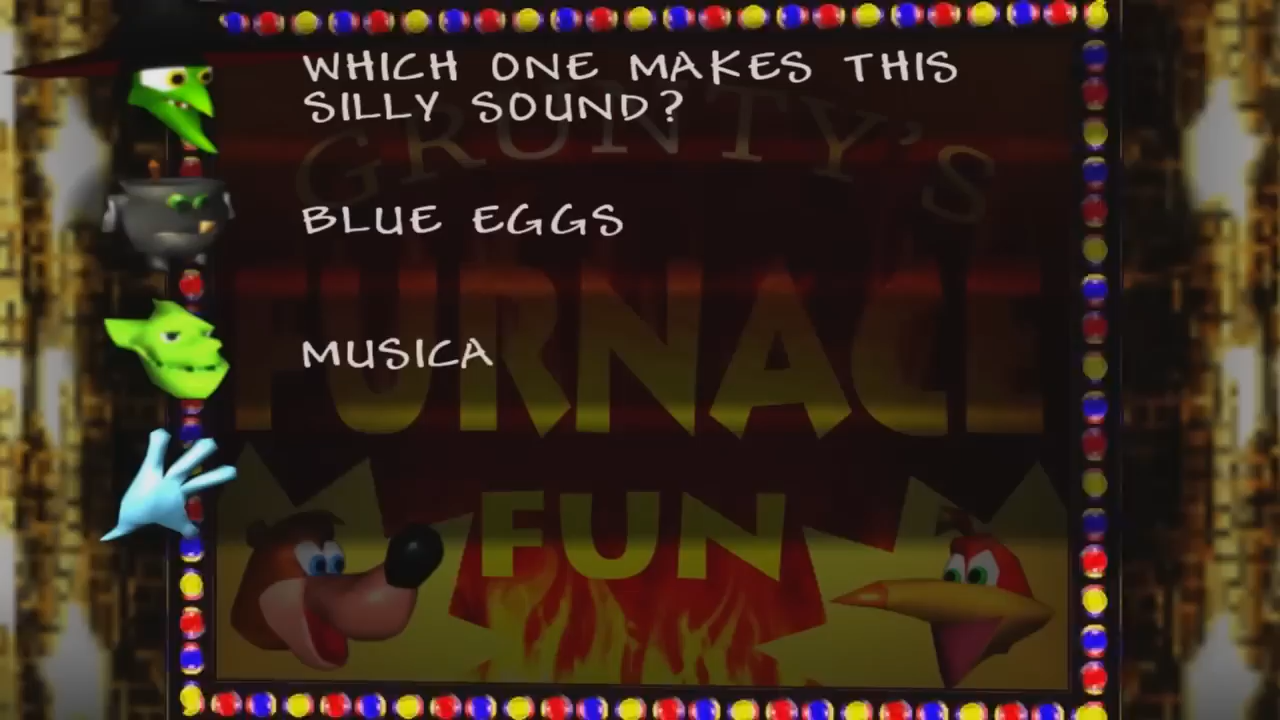 WHICH ONE MAKES THIS
SILLY SOUND?
GRUNTY'S
BLUE EGGS
FURNACE
MUSICA
FUN